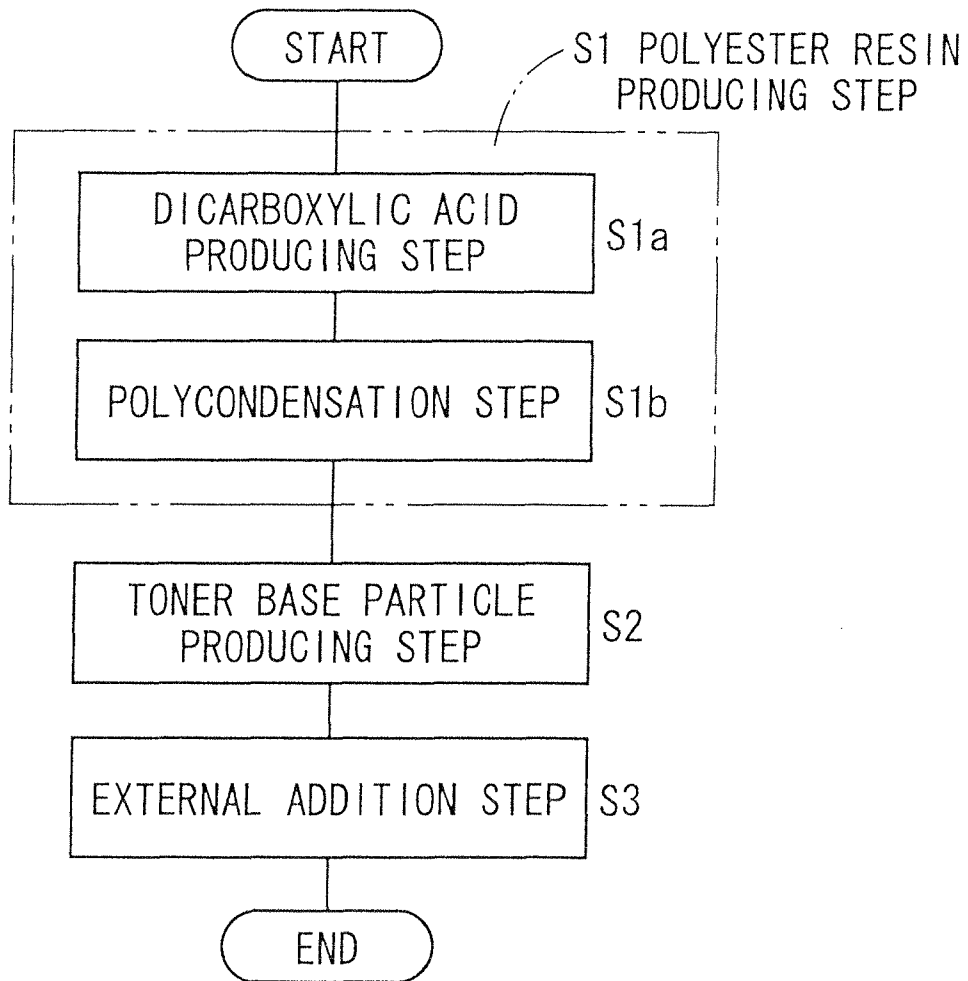 START
S1 POLYESTER RESIN
PRODUCING STEP
DICARBOXYLIC ACID
PRODUCING STEP
S1a
POLYCONDENSATION STEP
S1b
TONER BASE PARTICLE
PRODUCING STEP
S2
EXTERNAL ADDITION STEP
S3
END